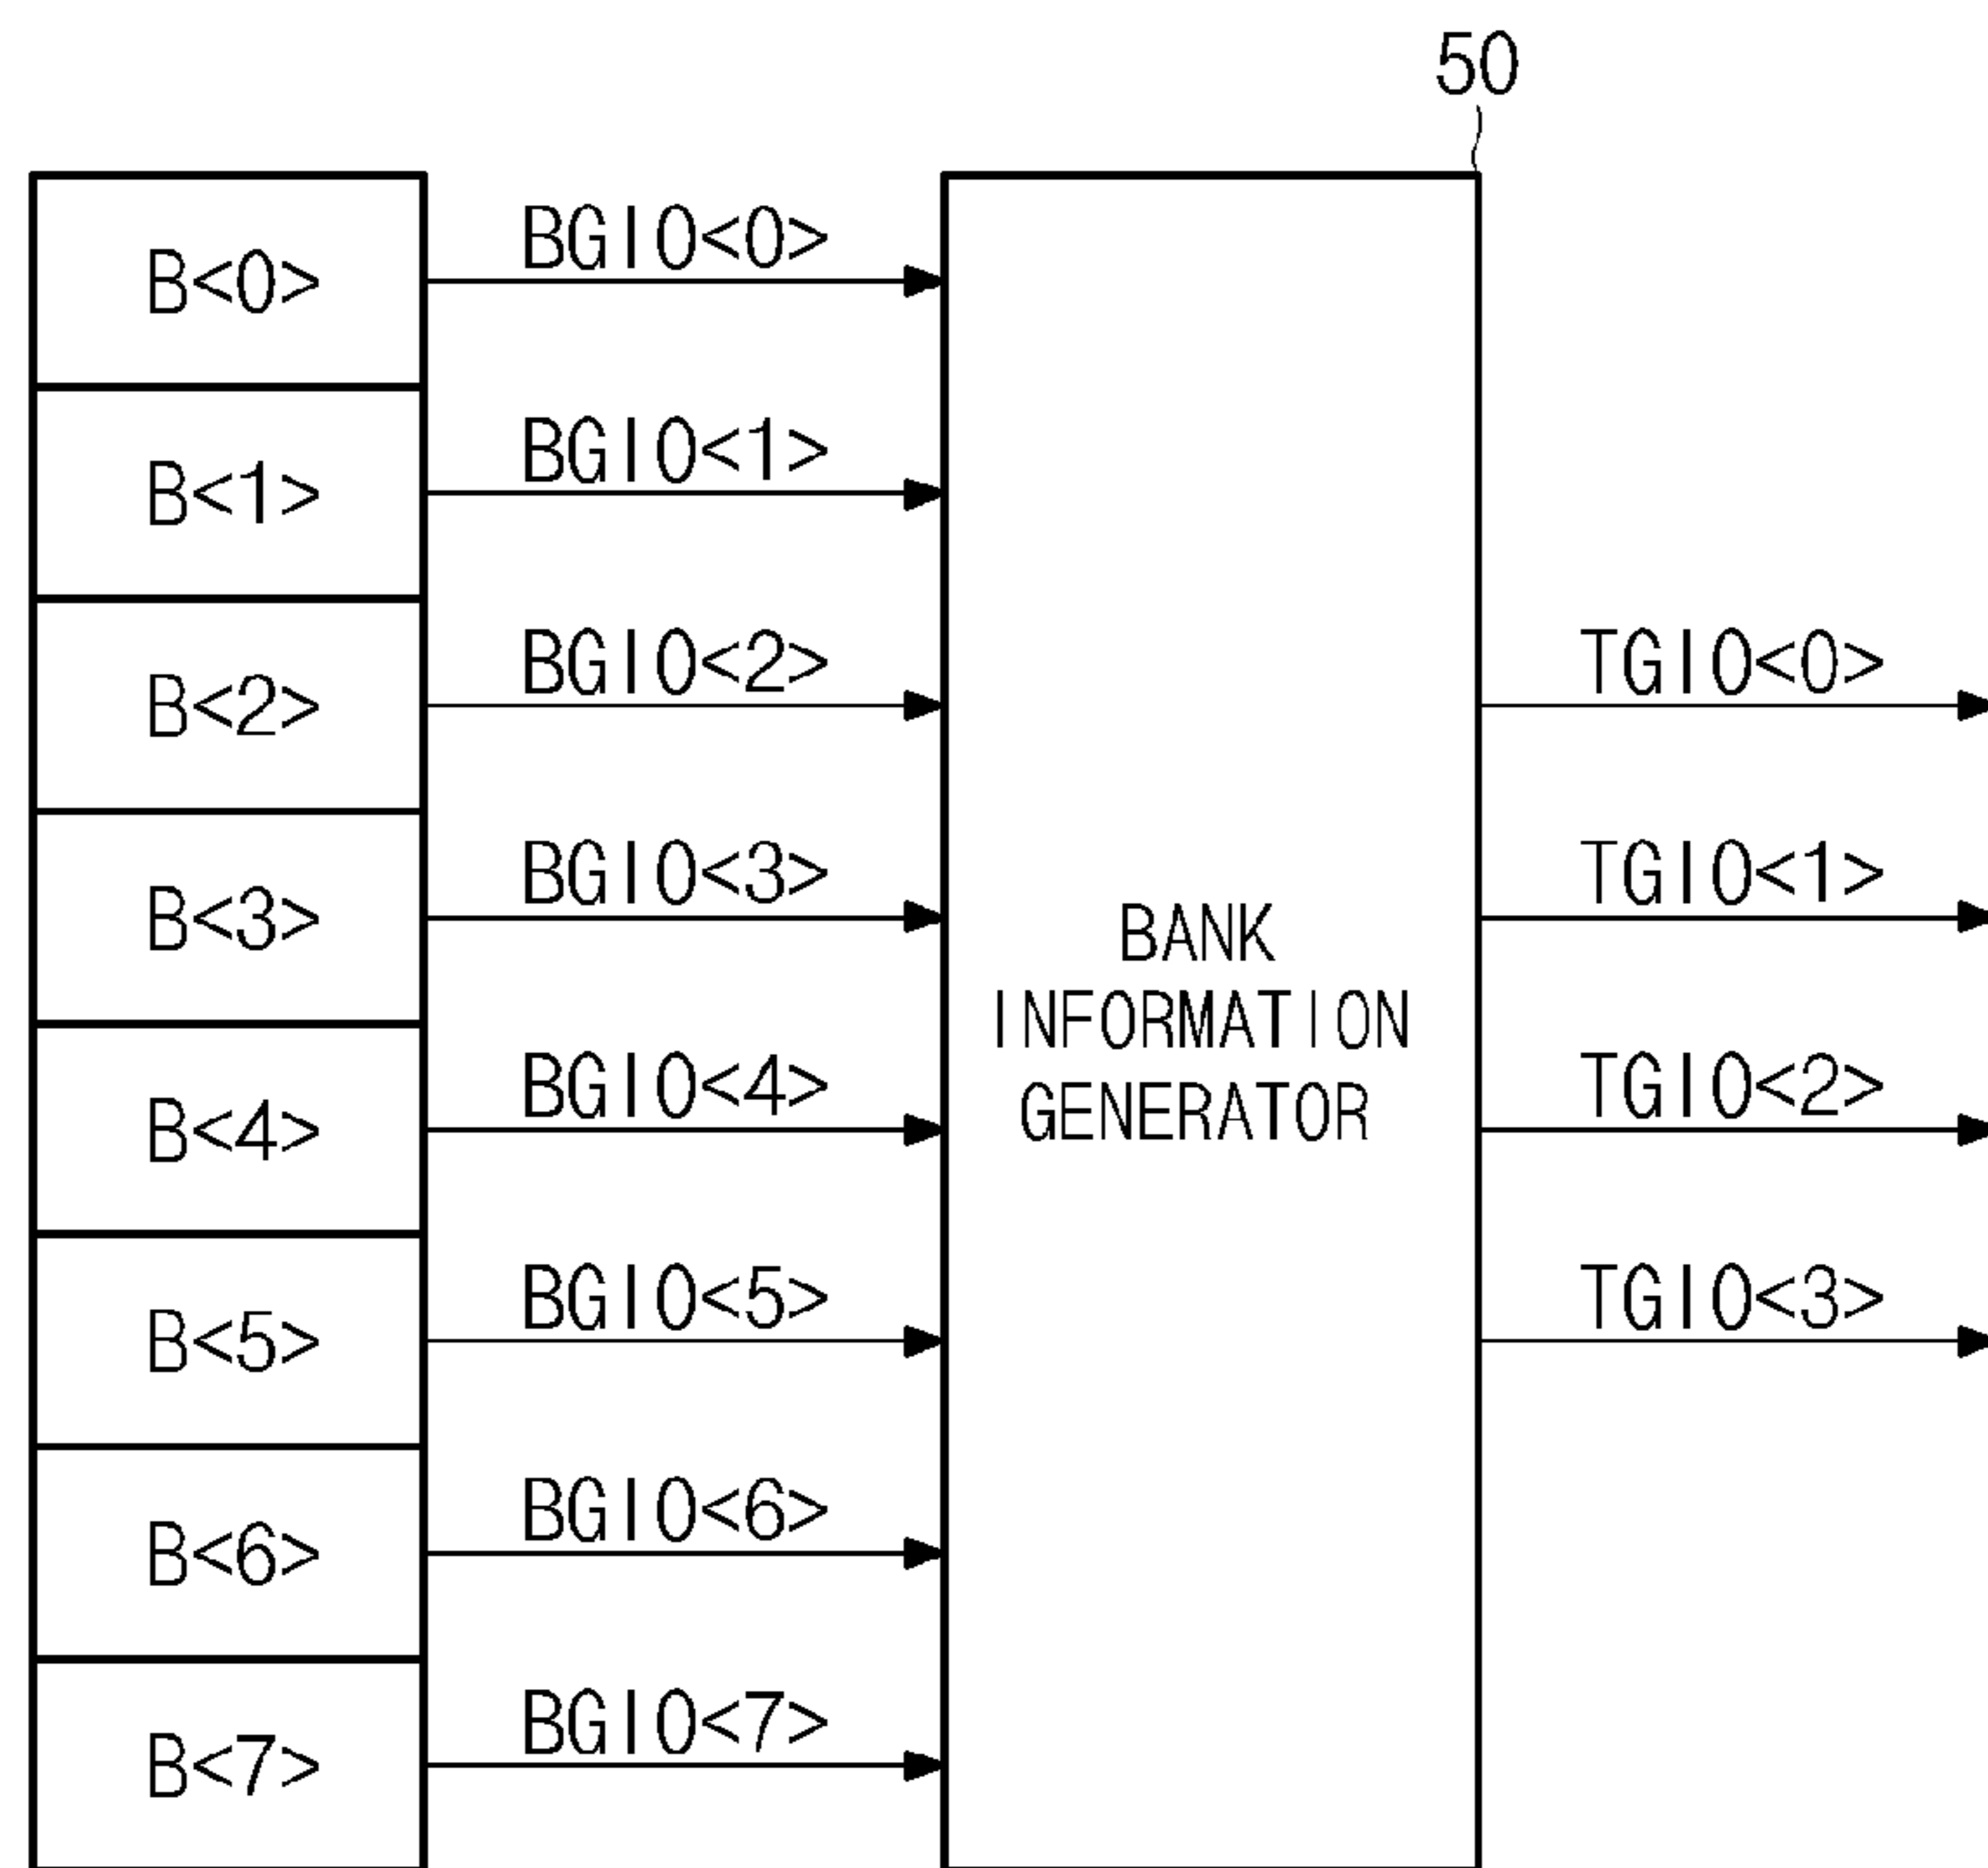 50
B<0>
BGIO<0>
B<1>
BGIO<1>
B<2>
BGIO<2>
TGIO<0>
B<3>
BGIO<3>
TGIO<1>
BANK
INFORMATION
GENERATOR
B<4>
BGIO<4>
TGIO<2>
B<5>
BGIO<5>
TGIO<3>
B<6>
BGIO<6>
B<7>
BGIO<7>